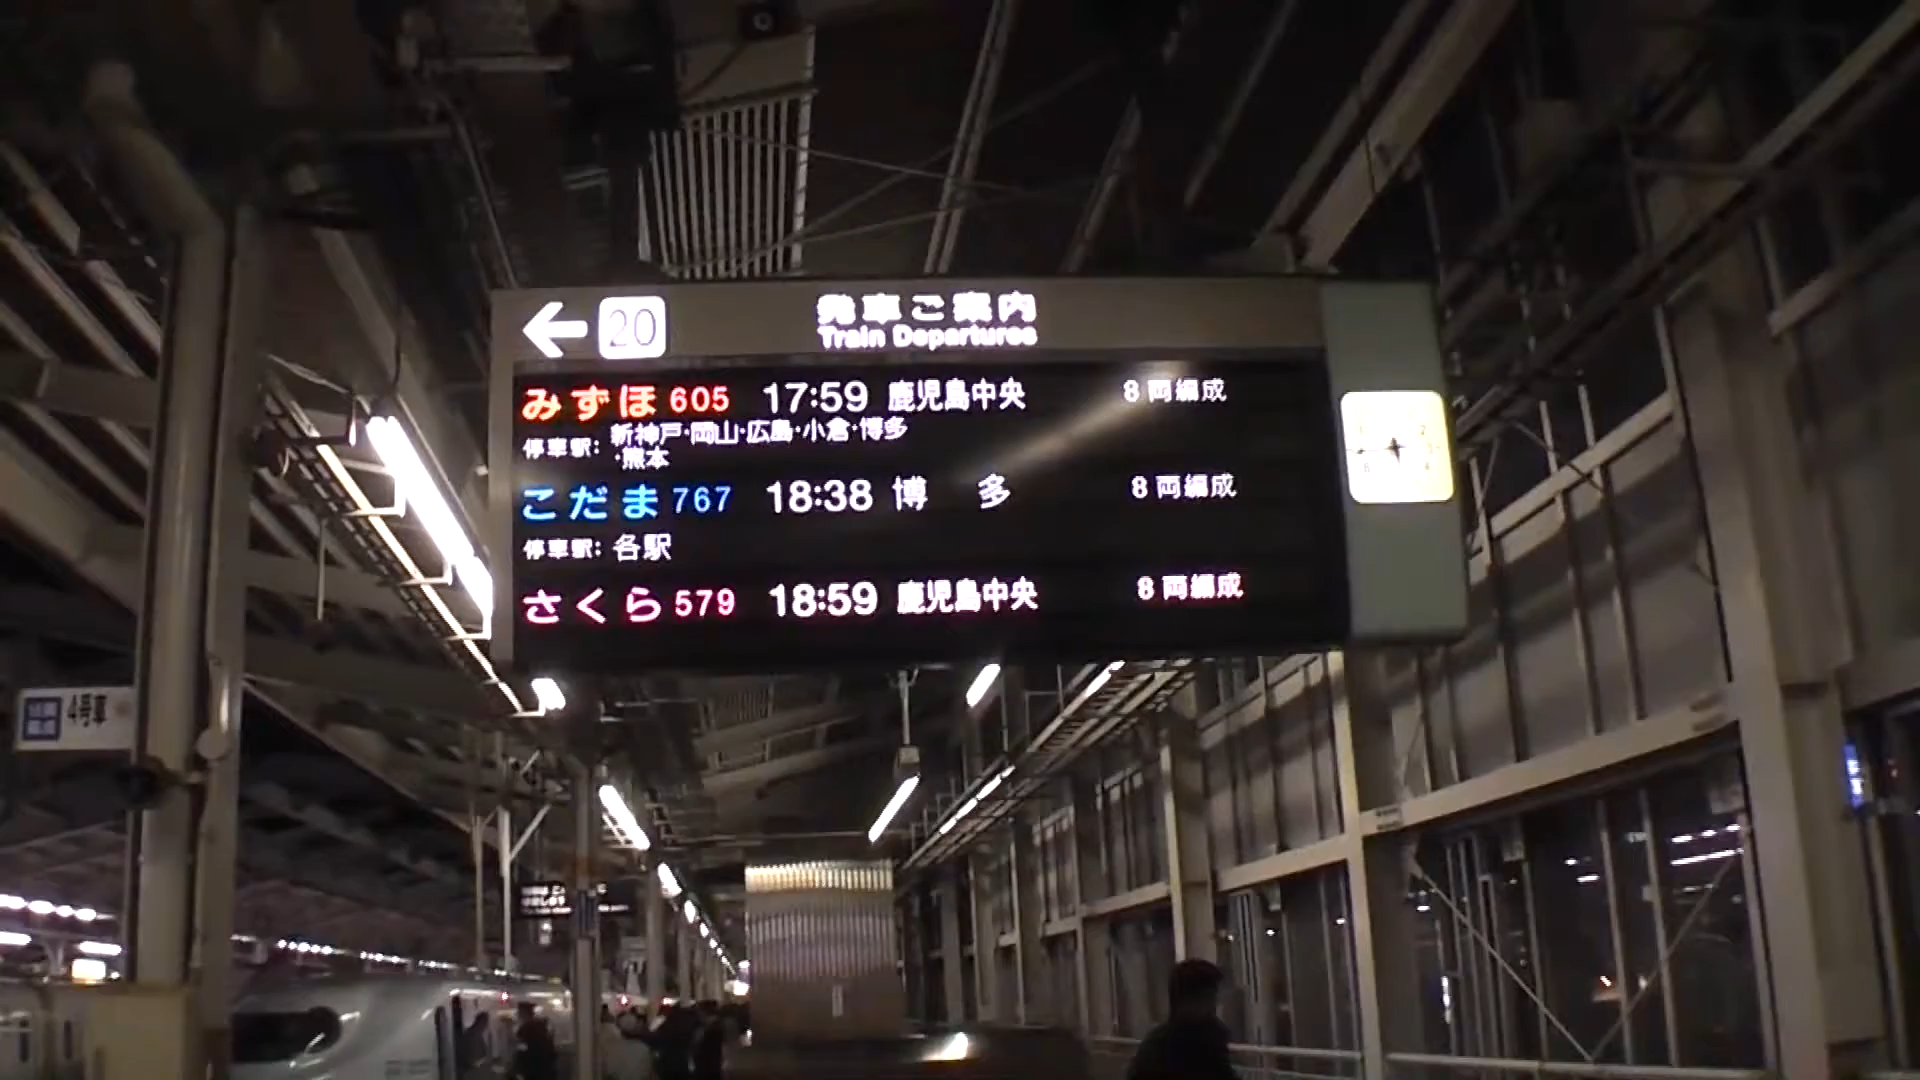 20 発車ご案内
Train Departures
みずほ 605 17:59 鹿児島中央 8両編成
停車駅: 新神戸・岡山・広島・小倉・博多
・熊本
こだま 767 18:38 博 多 8両編成
停車駅: 各駅
さくら 579 18:59 鹿児島中央 8両編成
4号車